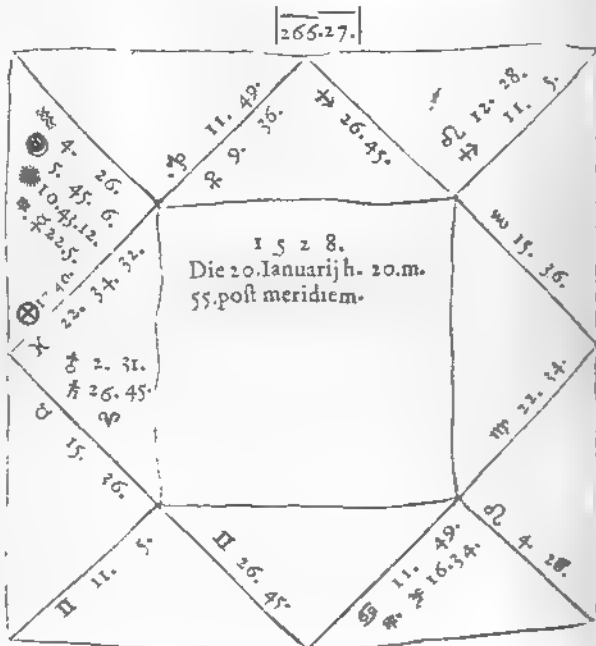 266.27.
♑ 11. 49.
♀ 9. 36.
♐ 26.45.
♌ 12. 28.
♐ 11. 5.
♒ 4. 26.
5. 45. 6.
10.43.12.
☿ 22.5.
⊗
♓ 22. 34. 32.
♏ 15. 36.
1528.
Die 20.Ianuarij h. 20.m.
55.poſt meridiem.
2. 31.
♄ 26.45.
♈
♉ 15. 36.
♍ 22. 34.
♊ 11. 5.
♊ 26. 45.
♋ 11. 49.
16.34.
♌ 4. 26.